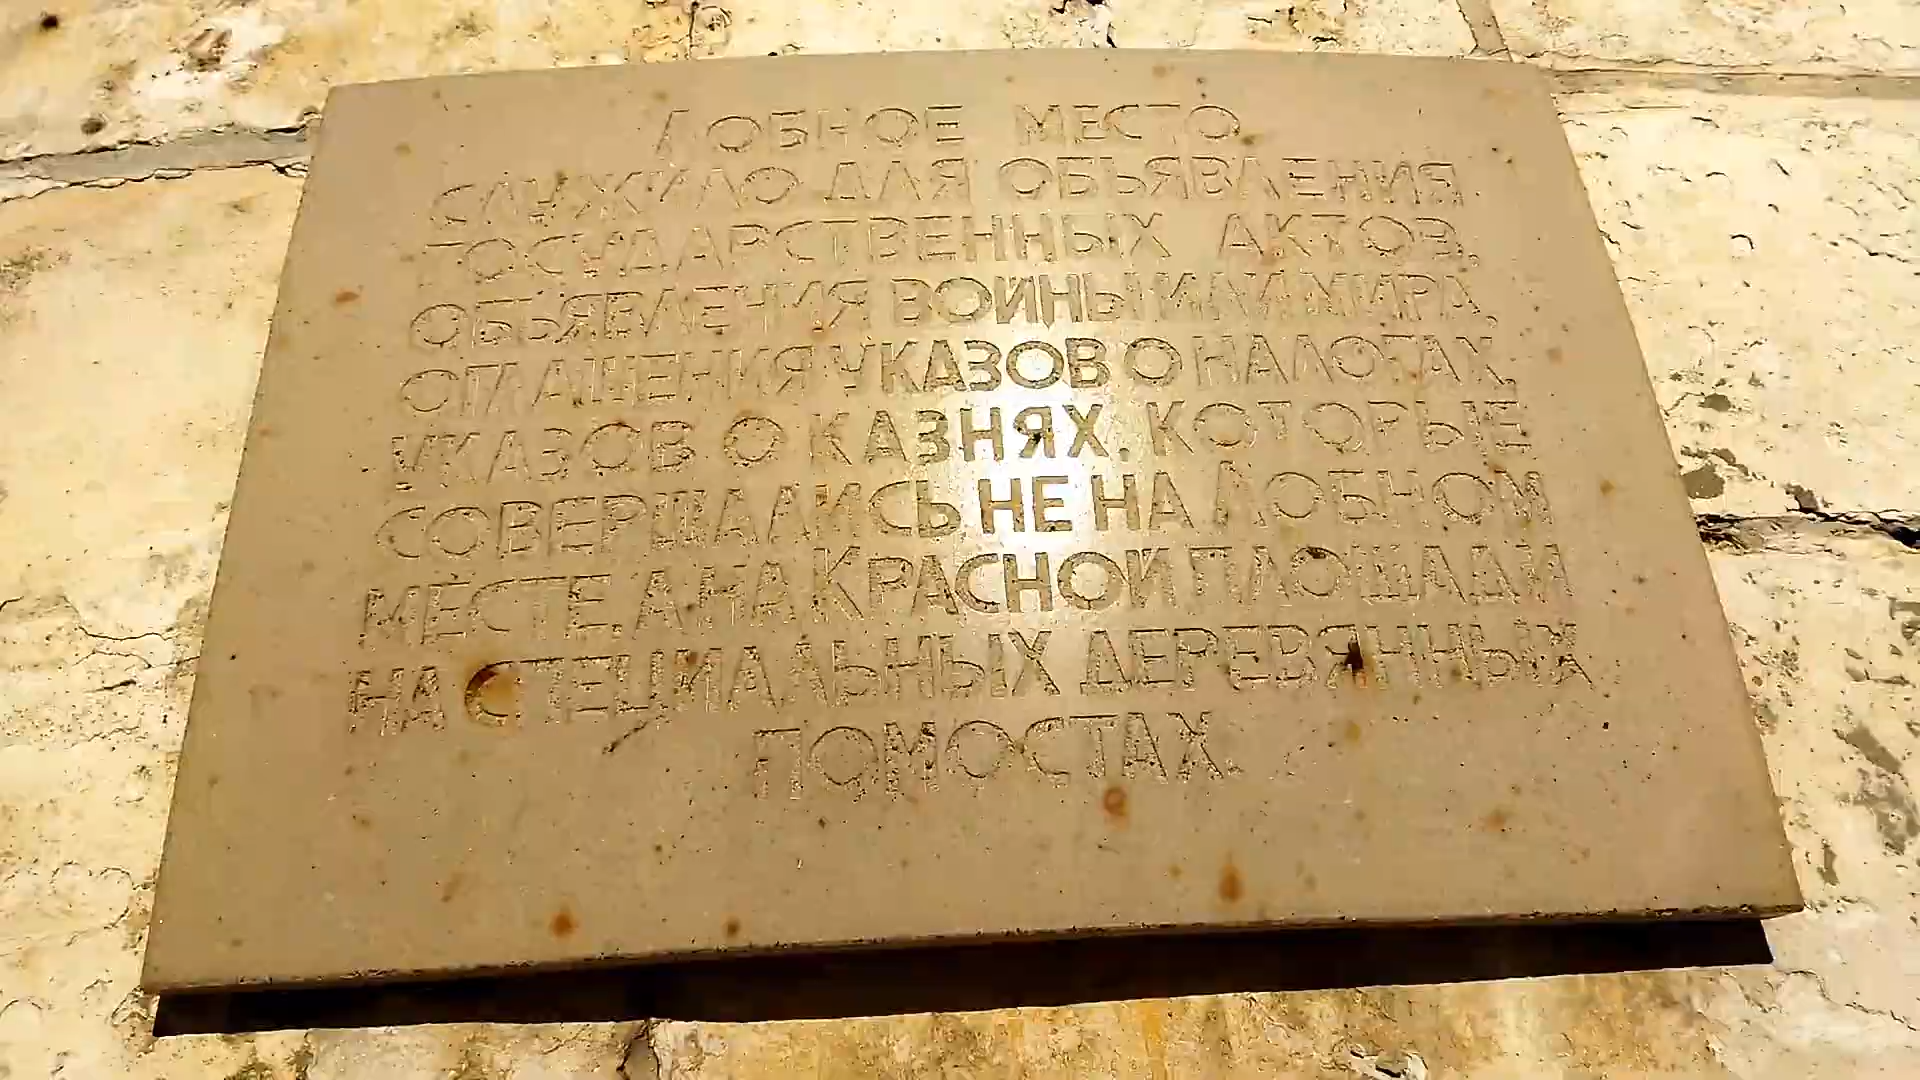 ЛОБНОЕ МЕСТО
СЛУЖИЛО ДЛЯ ОБЪЯВЛЕНИЯ
ГОСУДАРСТВЕННЫХ АКТОВ,
ОБЪЯВЛЕНИЯ ВОЙНЫ ИЛИ МИРА,
ОГЛАШЕНИЯ УКАЗОВ О НАЛОГАХ,
УКАЗОВ О КАЗНЯХ, КОТОРЫЕ
СОВЕРШАЛИСЬ НЕ НА ЛОБНОМ
МЕСТЕ, А НА КРАСНОЙ ПЛОЩАДИ
НА СПЕЦИАЛЬНЫХ ДЕРЕВЯННЫХ
ПОМОСТАХ.